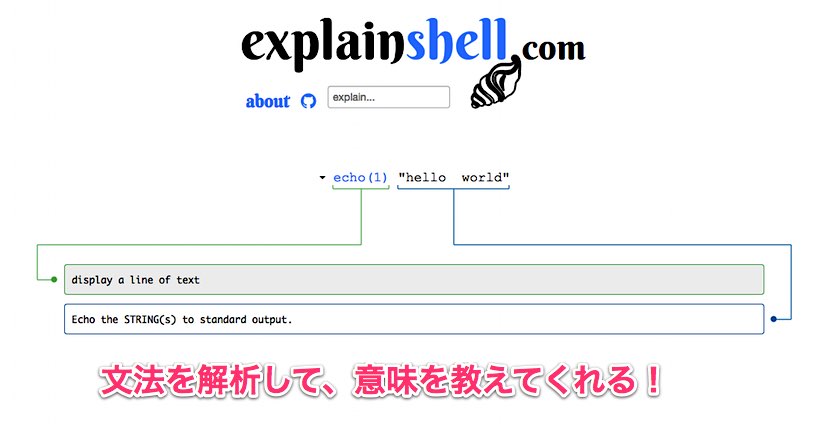 explainshell.com
about explain...
echo(1) "hello  world"
display a line of text
Echo the STRING(s) to standard output.
文法を解析して、意味を教えてくれる！